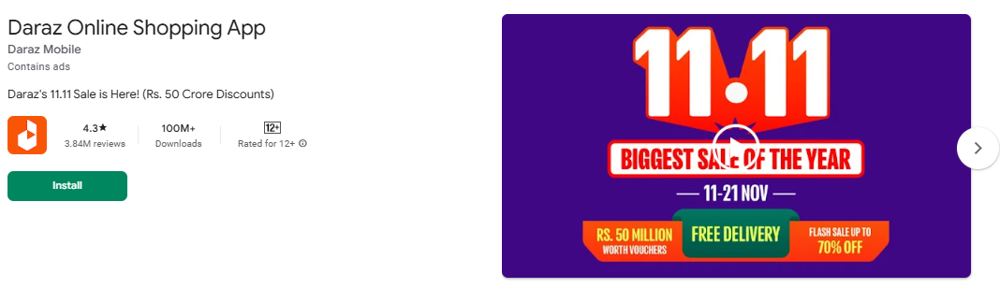 Daraz Online Shopping App
Daraz Mobile
Contains ads
Daraz's 11.11 Sale is Here! (Rs. 50 Crore Discounts)
4.3★
3.84M reviews
100M+
Downloads
12+
Rated for 12+
Install
11.11
BIGGEST SALE OF THE YEAR
11-21 NOV
RS. 50 MILLION
WORTH VOUCHERS
FREE DELIVERY
FLASH SALE UP TO
70% OFF